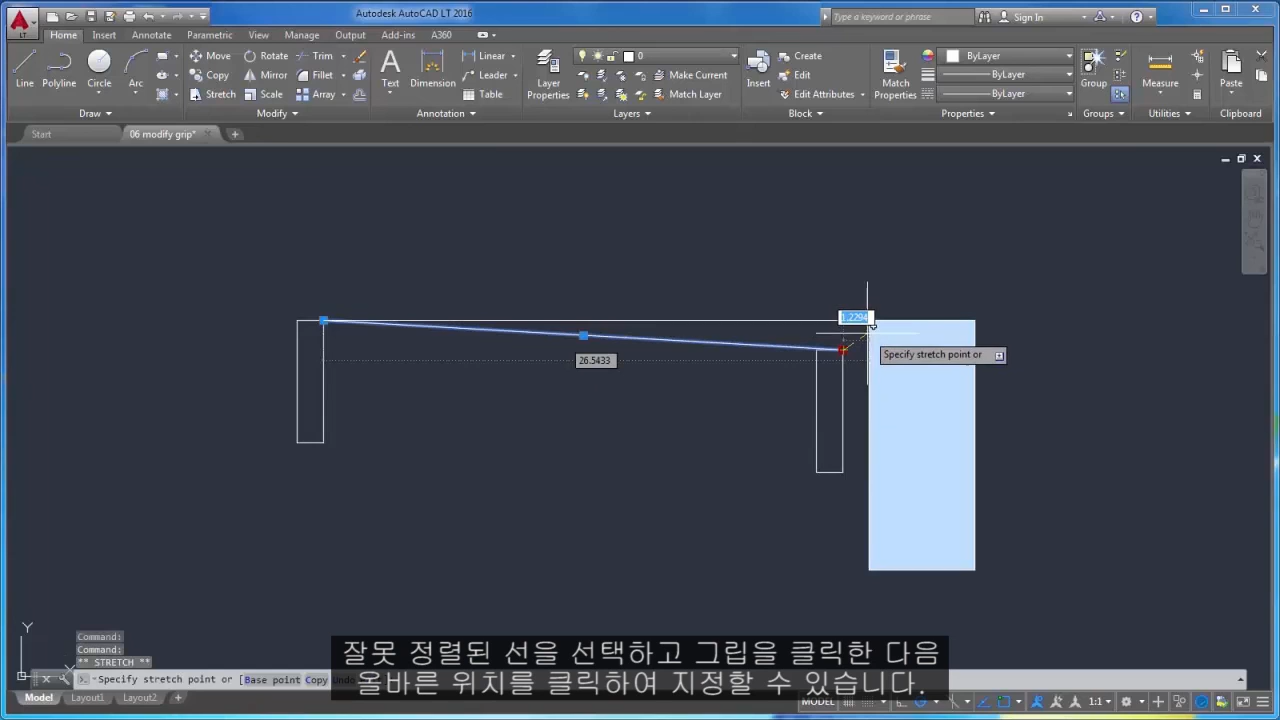 Autodesk AutoCAD LT 2016
Type a keyword or phrase
Sign In
LT
Home Insert Annotate Parametric View Manage Output Add-ins A360
Line Polyline Circle Arc
Move Rotate Trim
Copy Mirror Fillet
Stretch Scale Array
Text Dimension
Linear
Leader
Table
Layer Properties
0
Make Current
Match Layer
Insert
Create
Edit
Edit Attributes
Match Properties
ByLayer
ByLayer
ByLayer
Group
Measure
Paste
Draw Modify Annotation Layers Block Properties Groups Utilities Clipboard
Start 06 modify grip*
1.2294
Specify stretch point or
26.5433
Y
X
Command:
Command:
** STRETCH **
Specify stretch point or [Base point Copy Undo
잘못 정렬된 선을 선택하고 그립을 클릭한 다음
올바른 위치를 클릭하여 지정할 수 있습니다.
Model Layout1 Layout2
MODEL 1:1